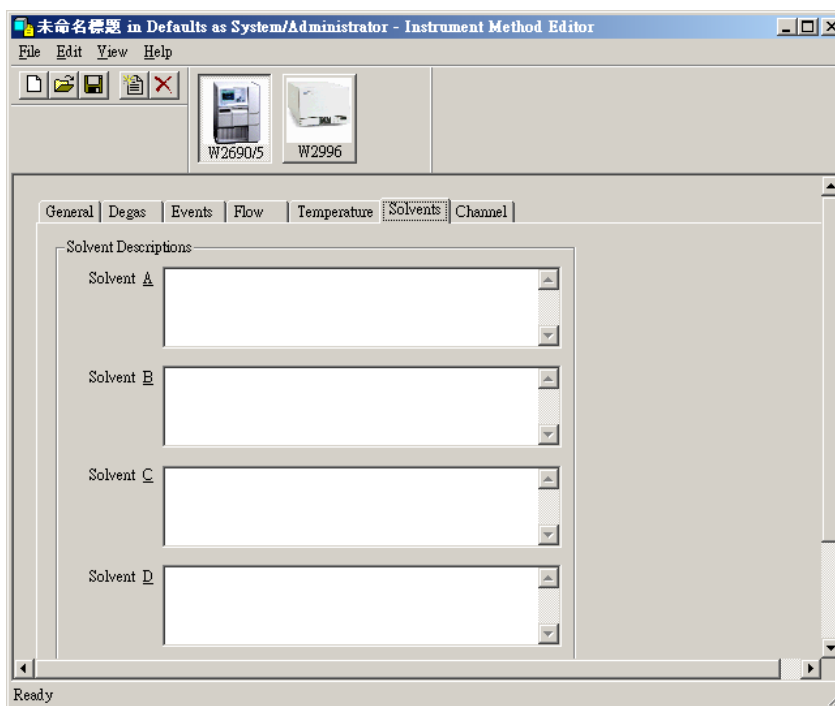 未命名標題 in Defaults as System/Administrator - Instrument Method Editor
File Edit View Help
W2690/5 W2996
General Degas Events Flow Temperature Solvents Channel
Solvent Descriptions
Solvent A
Solvent B
Solvent C
Solvent D
Ready